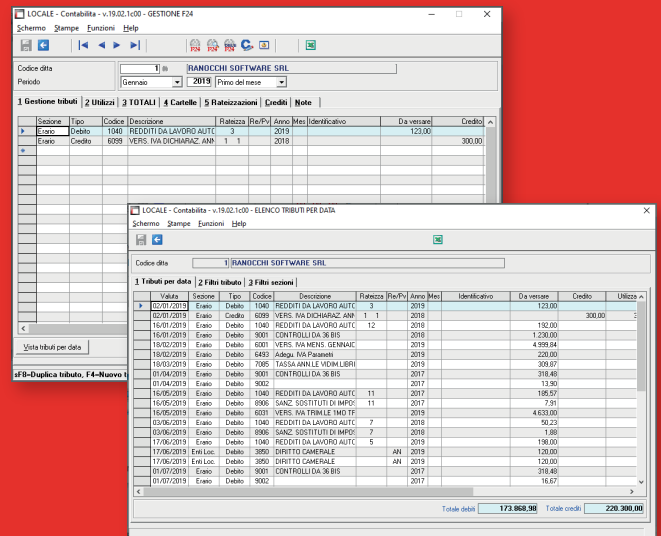 LOCALE - Contabilita - v.19.02.1c00 - GESTIONE F24
Schermo Stampe Funzioni Help
F24 F24 F24
Codice ditta 1 RANOCCHI SOFTWARE SRL
Periodo Gennaio 2019 Primo del mese
1 Gestione tributi 2 Utilizzi 3 TOTALI 4 Cartelle 5 Rateizzazioni Crediti Note
Sezione Tipo Codice Descrizione Rateizza Re/Pv Anno Mes Identificativo Da versare Credito
Erario Debito 1040 REDDITI DA LAVORO AUTC 3 2019 123,00
Erario Credito 6099 VERS. IVA DICHIARAZ. ANN 1 1 2018 300,00
Vista tributi per data
sF8=Duplica tributo, F4=Nuovo t
LOCALE - Contabilita - v.19.02.1c00 - ELENCO TRIBUTI PER DATA
Schermo Stampe Funzioni Help
Codice ditta 1 RANOCCHI SOFTWARE SRL
1 Tributi per data 2 Filtri tributo 3 Filtri sezioni
Valuta Sezione Tipo Codice Descrizione Rateizza Re/Pv Anno Mes Identificativo Da versare Credito Utilizza
02/01/2019 Erario Debito 1040 REDDITI DA LAVORO AUTC 3 2019 123,00
02/01/2019 Erario Credito 6099 VERS. IVA DICHIARAZ. ANN 1 1 2018 300,00 3
16/01/2019 Erario Debito 1040 REDDITI DA LAVORO AUTC 12 2018 192,00
16/01/2019 Erario Debito 9001 CONTROLLI DA 36 BIS 2018 1.230,00
18/02/2019 Erario Debito 6001 VERS. IVA MENS. GENNAIC 2019 4.999,84
18/02/2019 Erario Debito 6493 Adegu. IVA Parametri 2019 220,00
18/03/2019 Erario Debito 7085 TASSA ANN.LE VIDIM.LIBRI 2019 309,87
01/04/2019 Erario Debito 9001 CONTROLLI DA 36 BIS 2017 318,48
01/04/2019 Erario Debito 9002 2017 13,90
16/05/2019 Erario Debito 1040 REDDITI DA LAVORO AUTC 11 2017 185,57
16/05/2019 Erario Debito 8906 SANZ. SOSTITUTI DI IMPOS 11 2017 7,91
16/05/2019 Erario Debito 6031 VERS. IVA TRIM.LE 1MO TF 2019 4.633,00
03/06/2019 Erario Debito 1040 REDDITI DA LAVORO AUTC 7 2018 50,23
03/06/2019 Erario Debito 8906 SANZ. SOSTITUTI DI IMPOS 7 2018 1,88
17/06/2019 Erario Debito 1040 REDDITI DA LAVORO AUTC 5 2019 198,00
17/06/2019 Enti Loc. Debito 3850 DIRITTO CAMERALE AN 2019 120,00
17/06/2019 Enti Loc. Debito 3850 DIRITTO CAMERALE AN 2019 120,00
01/07/2019 Erario Debito 9001 CONTROLLI DA 36 BIS 2017 318,48
01/07/2019 Erario Debito 9002 2017 16,67
Totale debiti 173.868,98 Totale crediti 220.300,00